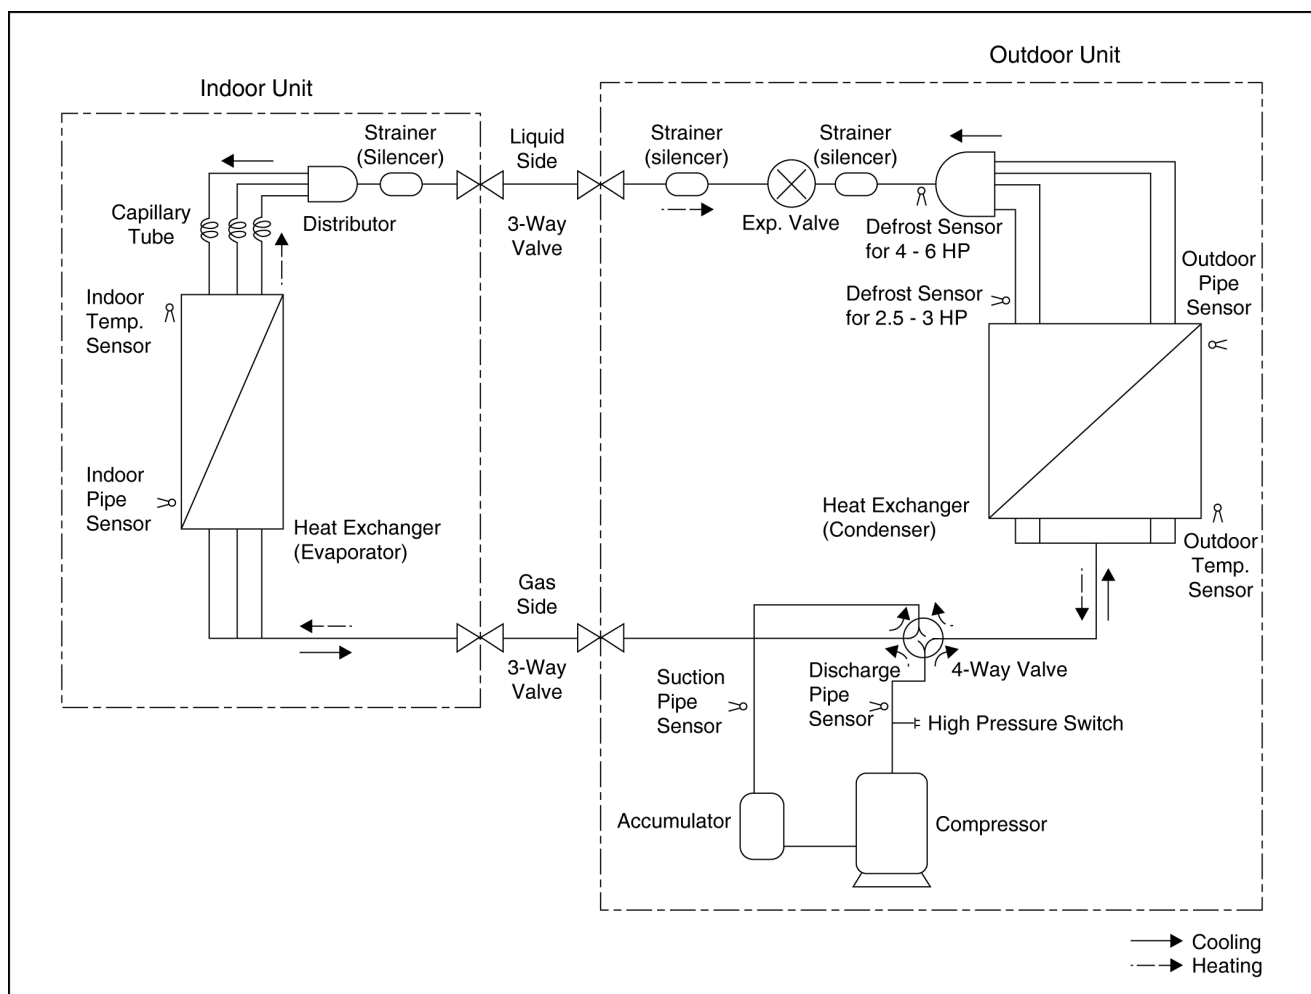 Outdoor Unit
Indoor Unit
Strainer
(Silencer)
Liquid
Side
Strainer
(silencer)
Strainer
(silencer)
Capillary
Tube
Distributor
3-Way
Valve
Exp. Valve
Defrost Sensor
for 4 - 6 HP
Outdoor
Pipe
Sensor
Indoor
Temp.
Sensor
Defrost Sensor
for 2.5 - 3 HP
Indoor
Pipe
Sensor
Heat Exchanger
(Evaporator)
Heat Exchanger
(Condenser)
Outdoor
Temp.
Sensor
Gas
Side
3-Way
Valve
Suction
Pipe
Sensor
Discharge
Pipe
Sensor
4-Way Valve
High Pressure Switch
Accumulator
Compressor
Cooling
Heating